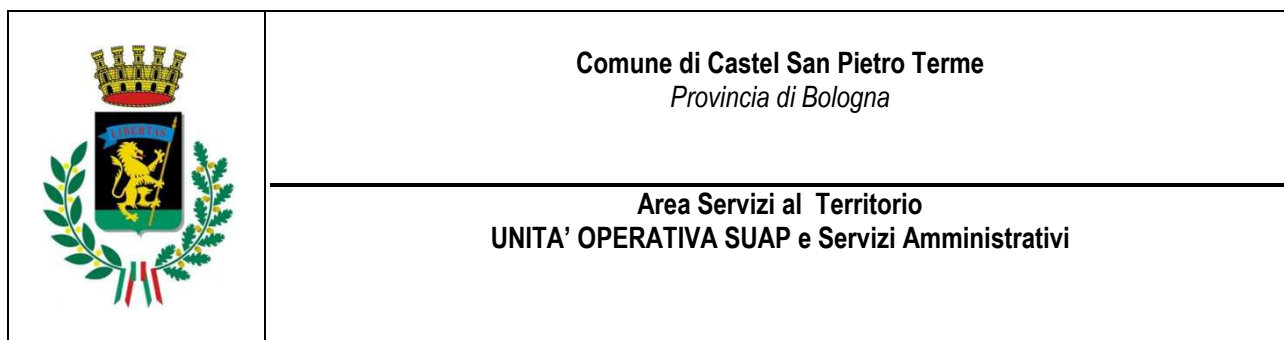 LIBERTAS
Comune di Castel San Pietro Terme
Provincia di Bologna
Area Servizi al  Territorio
UNITA’ OPERATIVA SUAP e Servizi Amministrativi